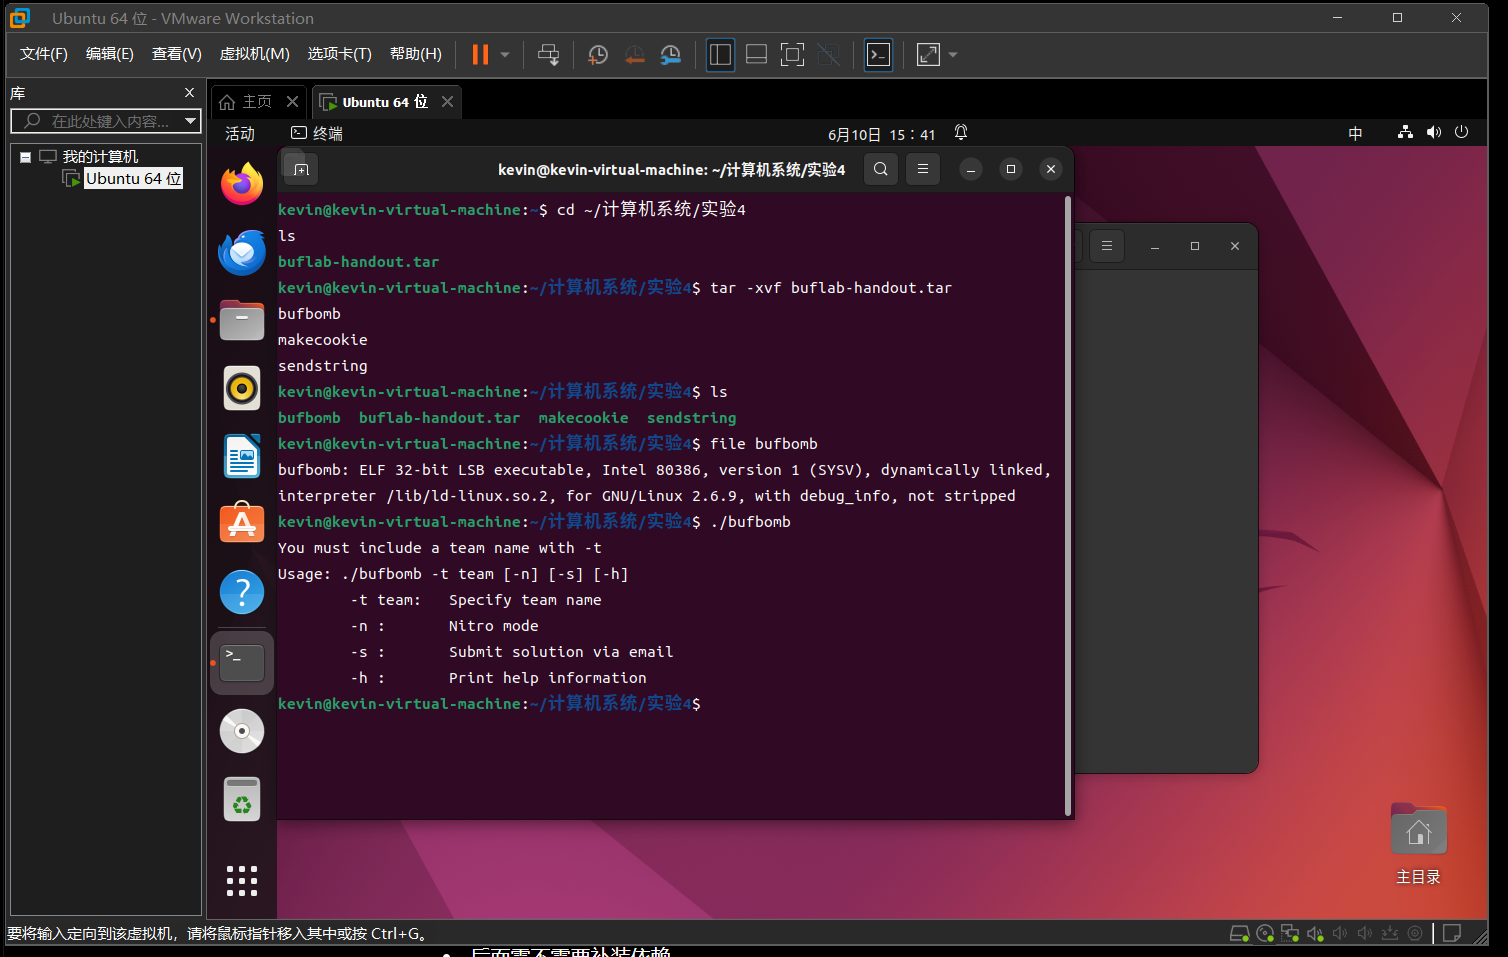 Ubuntu 64 位 - VMware Workstation
文件(F) 编辑(E) 查看(V) 虚拟机(M) 选项卡(T) 帮助(H)
库
在此处键入内容...
我的计算机
Ubuntu 64 位
主页
Ubuntu 64 位
活动 终端 6月10日 15：41 中
kevin@kevin-virtual-machine: ~/计算机系统/实验4
kevin@kevin-virtual-machine:~$ cd ~/计算机系统/实验4
ls
buflab-handout.tar
kevin@kevin-virtual-machine:~/计算机系统/实验4$ tar -xvf buflab-handout.tar
bufbomb
makecookie
sendstring
kevin@kevin-virtual-machine:~/计算机系统/实验4$ ls
bufbomb buflab-handout.tar makecookie sendstring
kevin@kevin-virtual-machine:~/计算机系统/实验4$ file bufbomb
bufbomb: ELF 32-bit LSB executable, Intel 80386, version 1 (SYSV), dynamically linked,
interpreter /lib/ld-linux.so.2, for GNU/Linux 2.6.9, with debug_info, not stripped
kevin@kevin-virtual-machine:~/计算机系统/实验4$ ./bufbomb
You must include a team name with -t
Usage: ./bufbomb -t team [-n] [-s] [-h]
-t team: Specify team name
-n : Nitro mode
-s : Submit solution via email
-h : Print help information
kevin@kevin-virtual-machine:~/计算机系统/实验4$
主目录
要将输入定向到该虚拟机，请将鼠标指针移入其中或按 Ctrl+G。
后面需不需要补装依赖